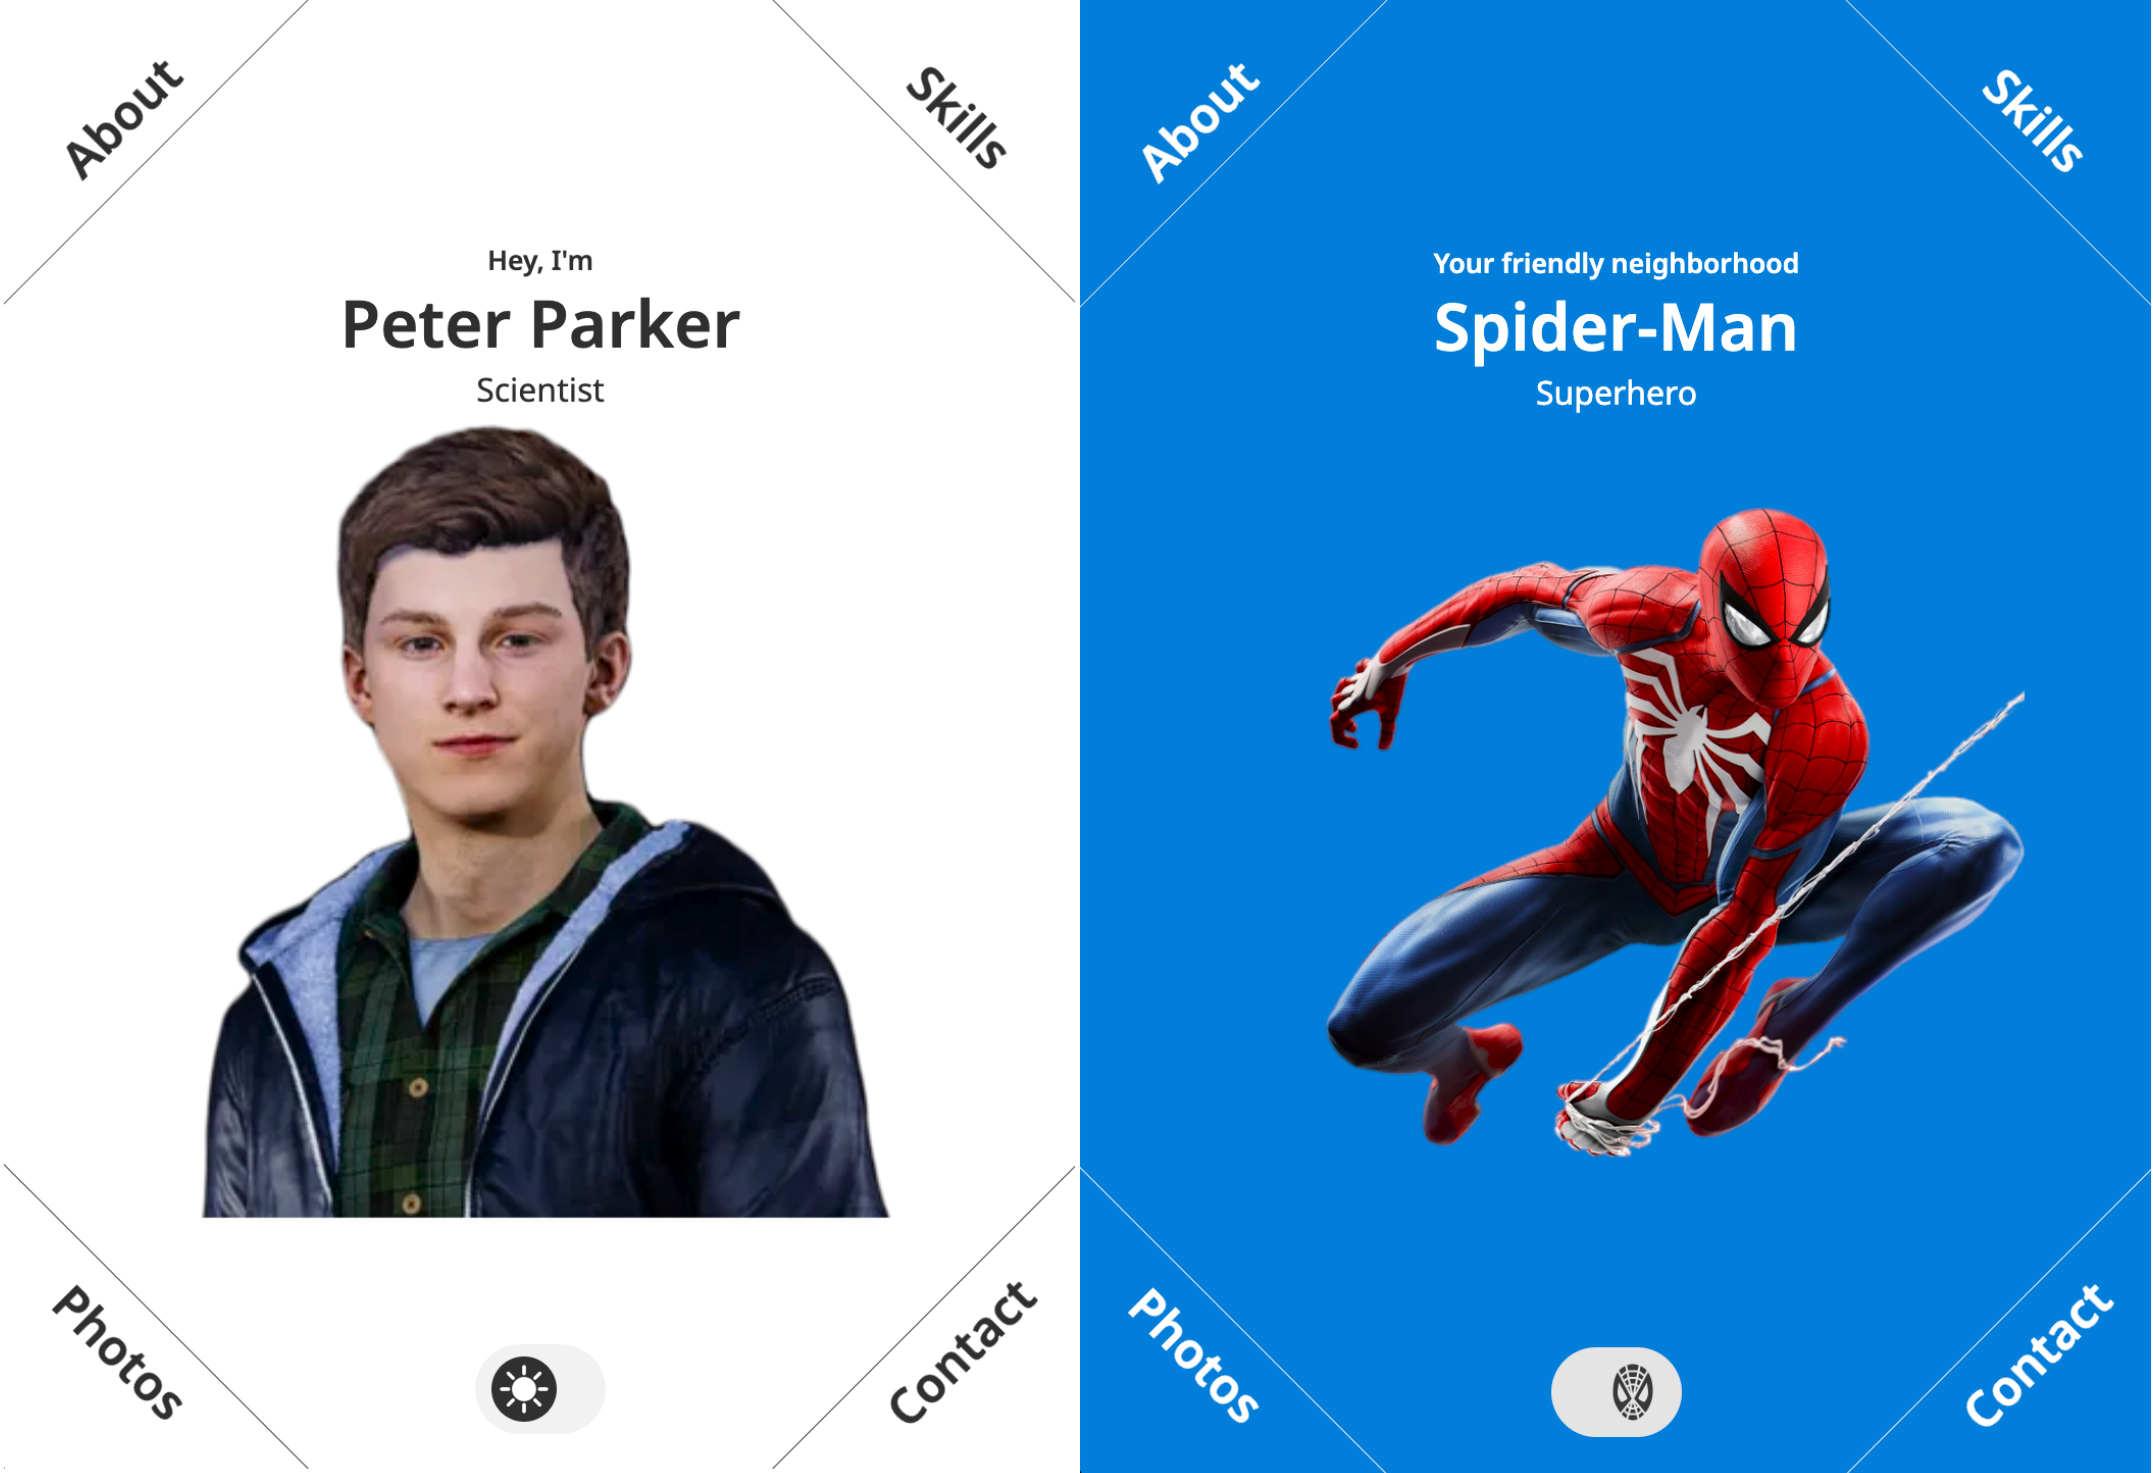 About
Skills
Hey, I'm
Peter Parker
Scientist
Photos
Contact
About
Skills
Your friendly neighborhood
Spider-Man
Superhero
Photos
Contact